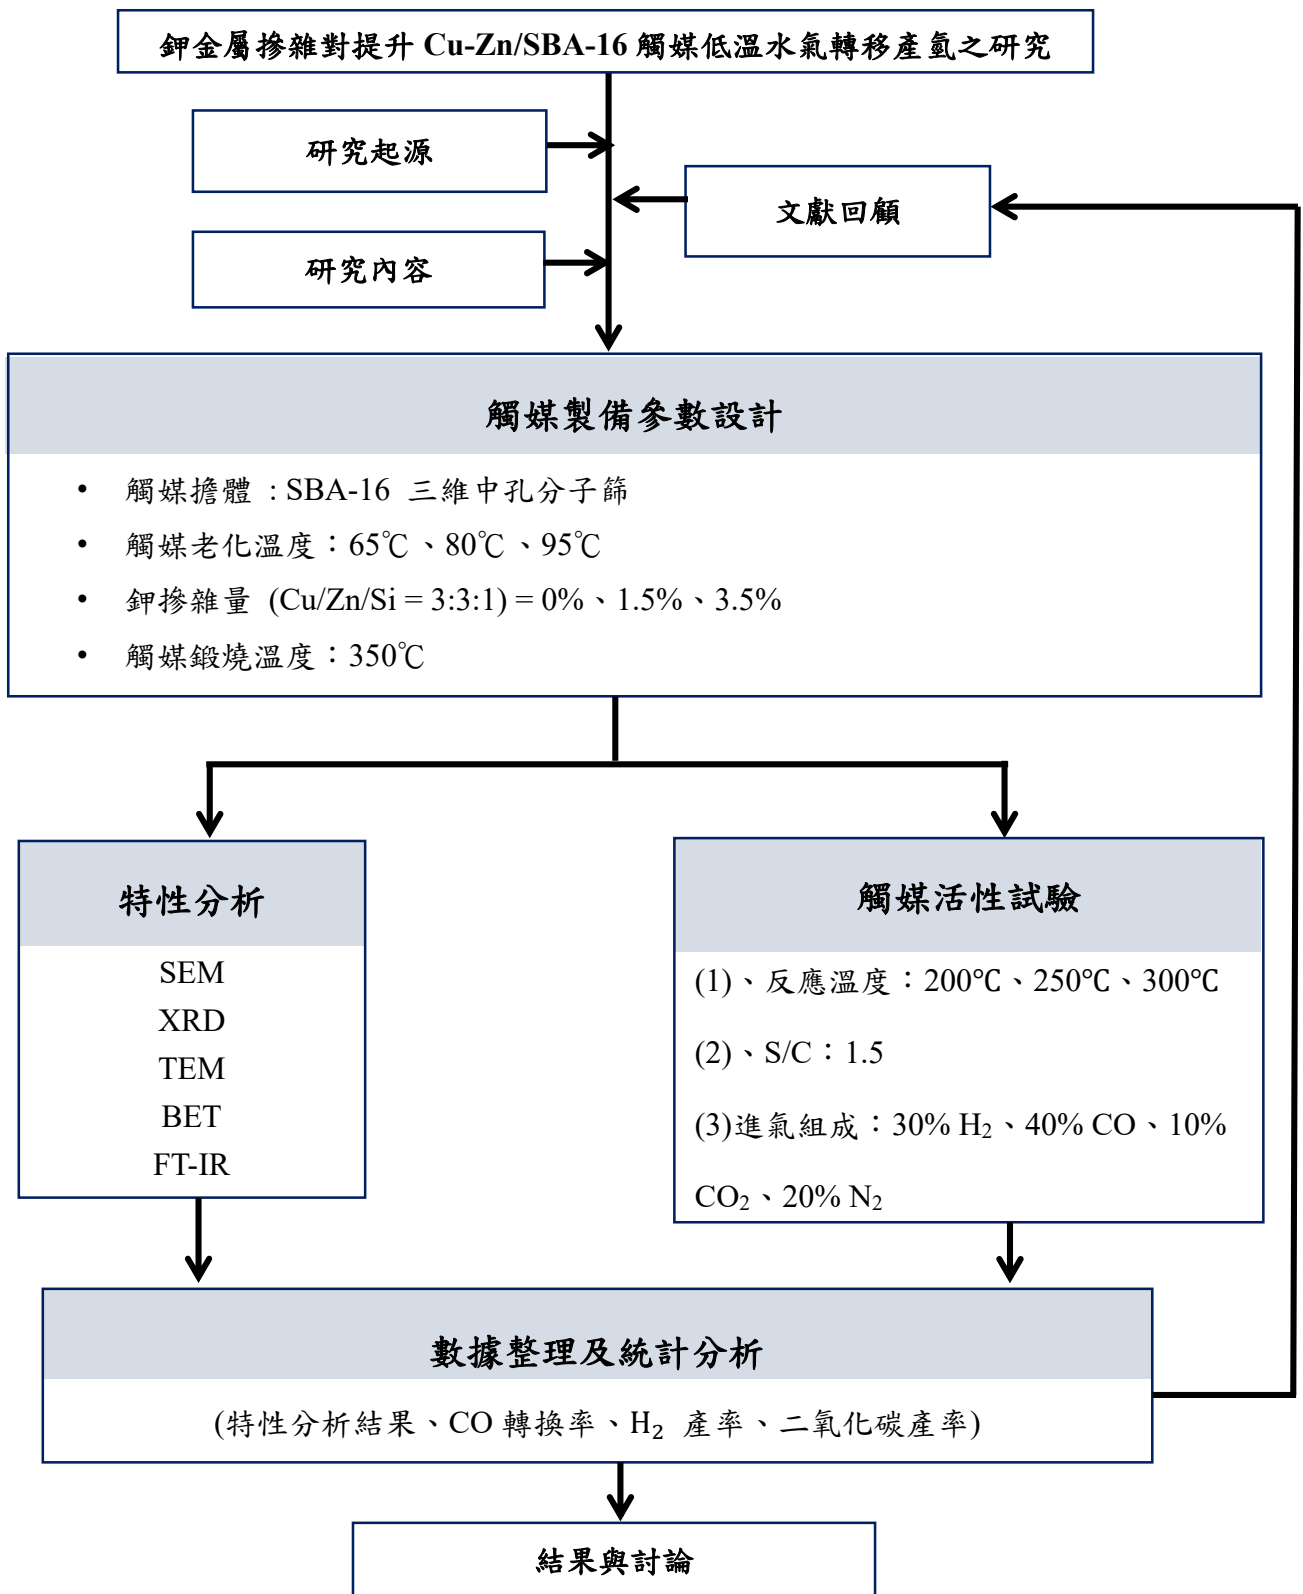 鉀金屬摻雜對提升 Cu-Zn/SBA-16 觸媒低溫水氣轉移產氫之研究
研究起源
文獻回顧
研究內容
觸媒製備參數設計
• 觸媒擔體 : SBA-16 三維中孔分子篩
• 觸媒老化溫度：65℃、80℃、95℃
• 鉀摻雜量 (Cu/Zn/Si = 3:3:1) = 0%、1.5%、3.5%
• 觸媒鍛燒溫度：350℃
特性分析
SEM
XRD
TEM
BET
FT-IR
觸媒活性試驗
(1)、反應溫度：200℃、250℃、300℃
(2)、S/C：1.5
(3)進氣組成：30% H₂、40% CO、10%
CO₂、20% N₂
數據整理及統計分析
(特性分析結果、CO 轉換率、H₂ 產率、二氧化碳產率)
結果與討論